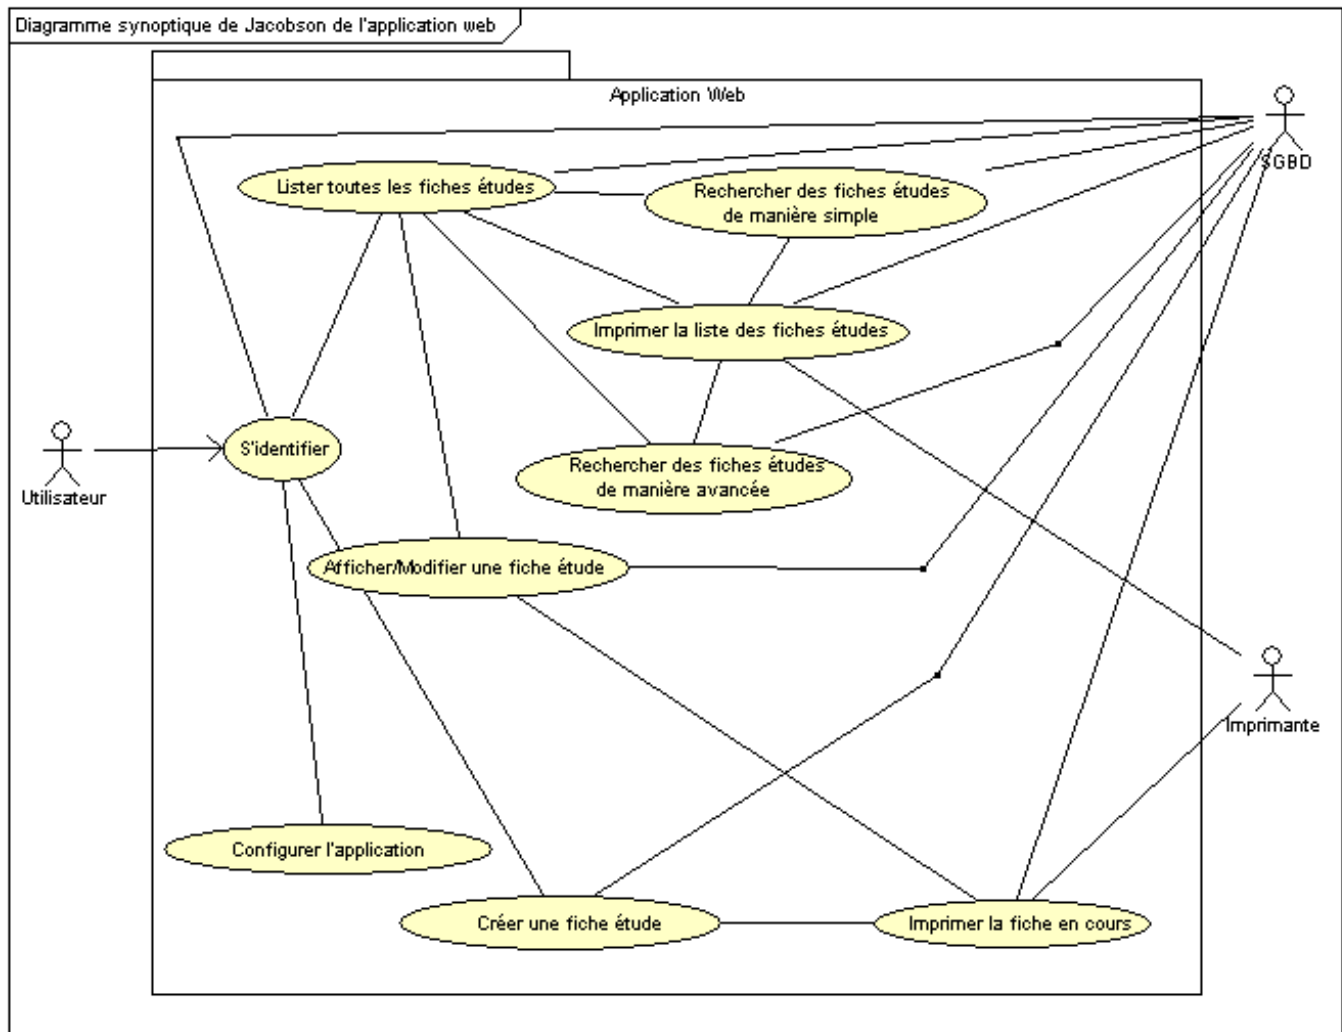 Diagramme synoptique de Jacobson de l'application web
Application Web
SGBD
Lister toutes les fiches études
Rechercher des fiches études
de manière simple
Imprimer la liste des fiches études
S'identifier
Utilisateur
Rechercher des fiches études
de manière avancée
Afficher/Modifier une fiche étude
Imprimante
Configurer l'application
Créer une fiche étude
Imprimer la fiche en cours